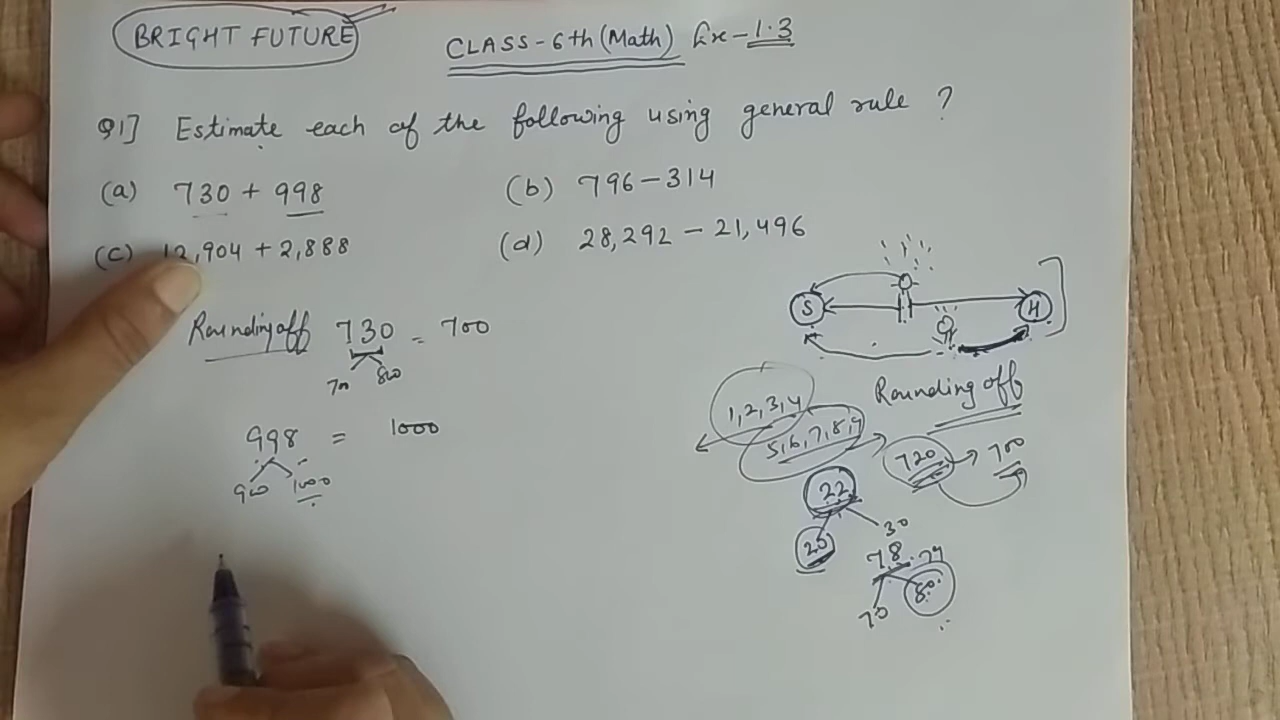 BRIGHT FUTURE
CLASS-6th (Math) Ex-1.3
Q1] Estimate each of the following using general rule ?
(a) 730 + 998
(b) 796 - 314
(c) 12,904 + 2,888
(d) 28,292 - 21,496
S H
Rounding off 730 = 700
700 800
998 = 1000
900 1000
Rounding off
1,2,3,4
5,6,7,8,9
720 → 700
22
20 30
78.79
70 80